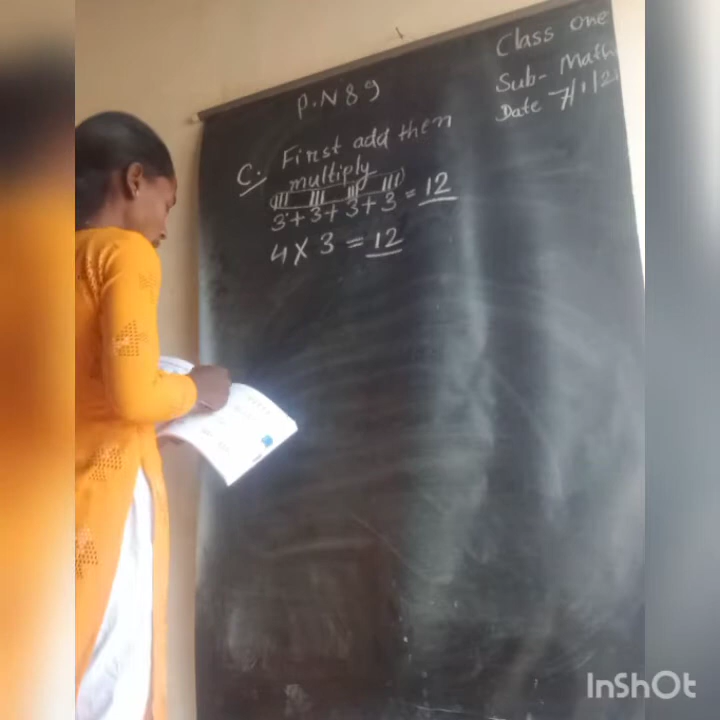 Class one
Sub- Math
Date 7/1/2
P.N 89
C. First add then
multiply
3+3+3+3=12
4×3=12
InShOt